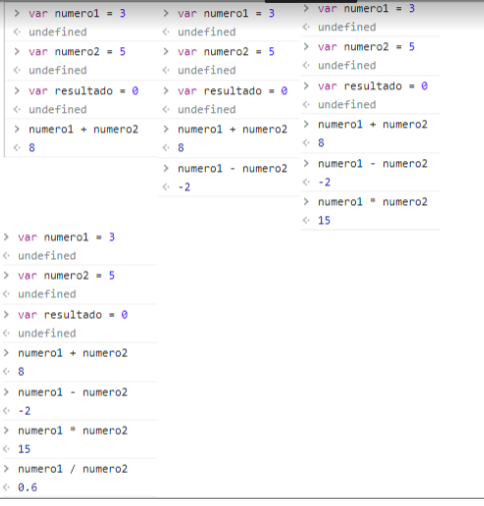 > var numero1 = 3
<· undefined
> var numero2 = 5
<· undefined
> var resultado = 0
<· undefined
> numero1 + numero2
<· 8
> var numero1 = 3
<· undefined
> var numero2 = 5
<· undefined
> var resultado = 0
<· undefined
> numero1 + numero2
<· 8
> numero1 - numero2
<· -2
> var numero1 = 3
<· undefined
> var numero2 = 5
<· undefined
> var resultado = 0
<· undefined
> numero1 + numero2
<· 8
> numero1 - numero2
<· -2
> numero1 * numero2
<· 15
> var numero1 = 3
<· undefined
> var numero2 = 5
<· undefined
> var resultado = 0
<· undefined
> numero1 + numero2
<· 8
> numero1 - numero2
<· -2
> numero1 * numero2
<· 15
> numero1 / numero2
<· 0.6